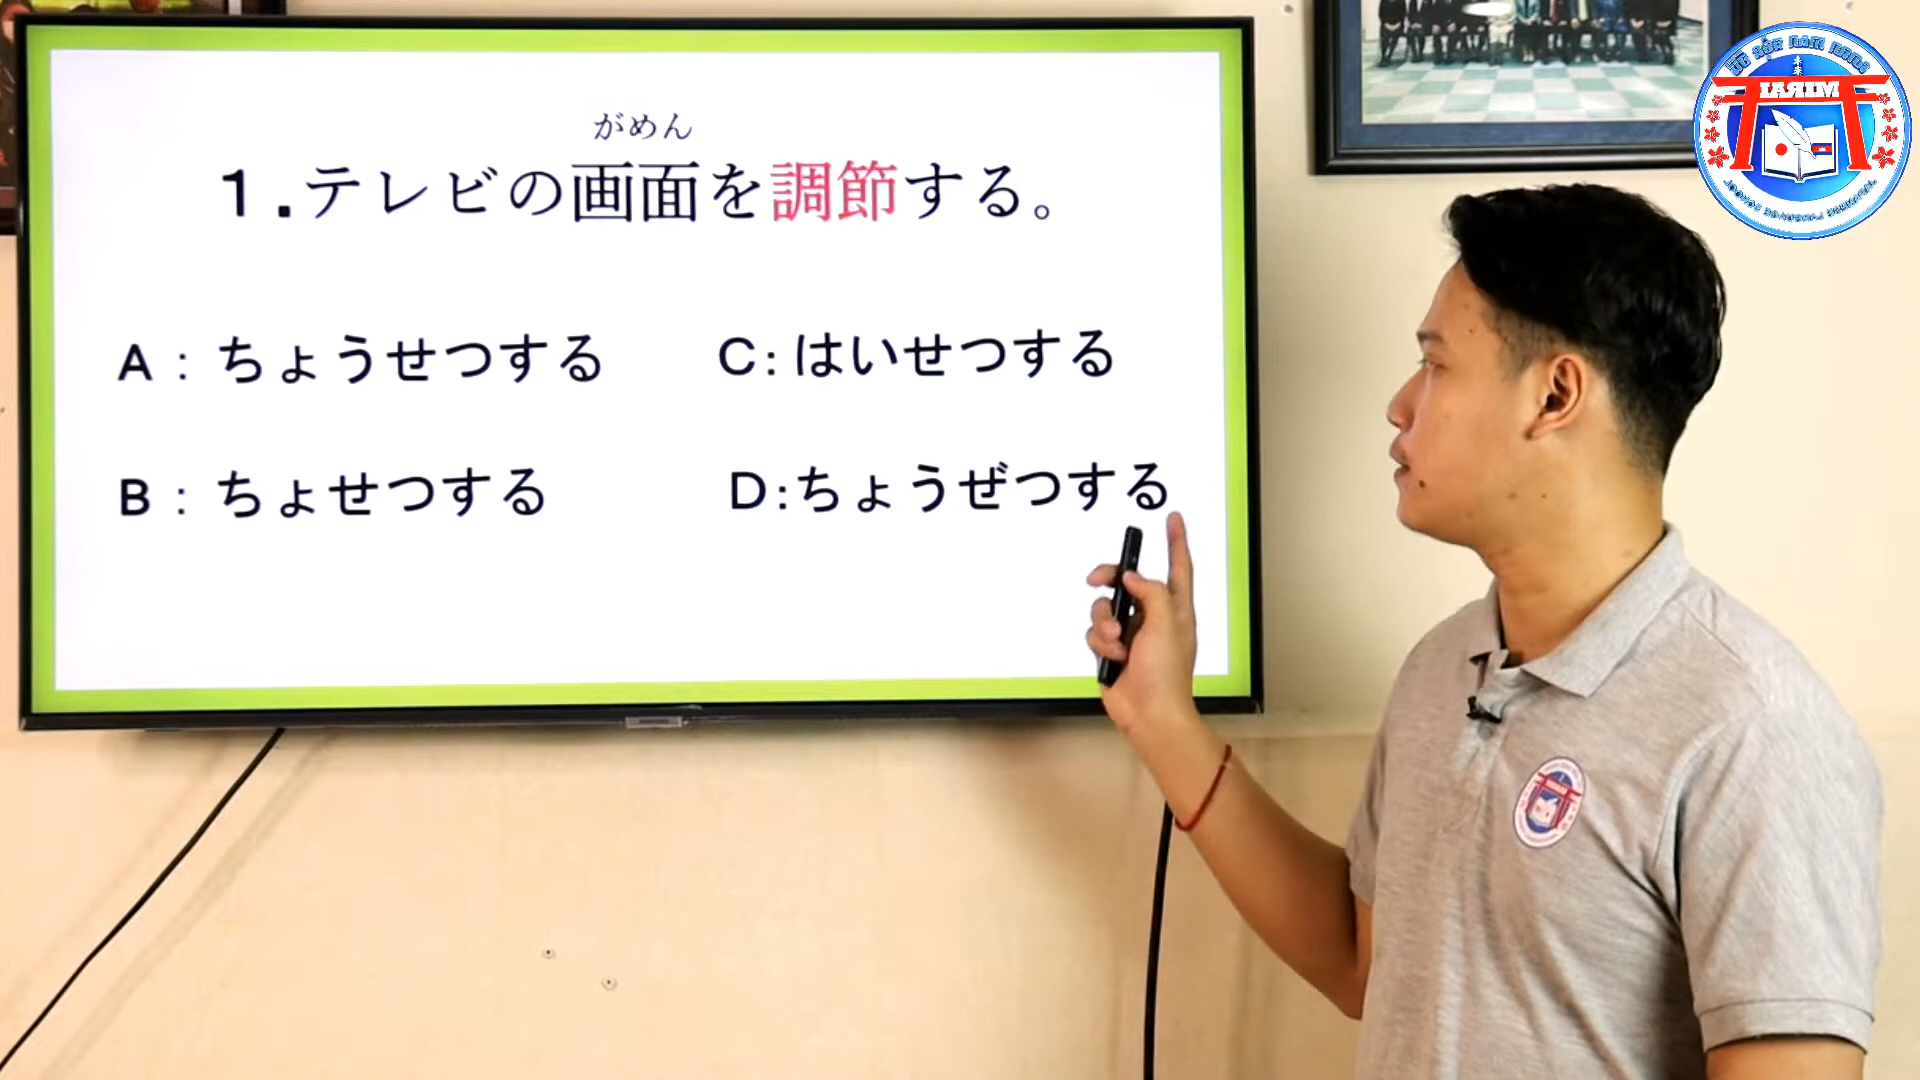 がめん
1.テレビの画面を調節する。
A : ちょうせつする
C: はいせつする
B : ちょせつする
D:ちょうぜつする
MIRAI